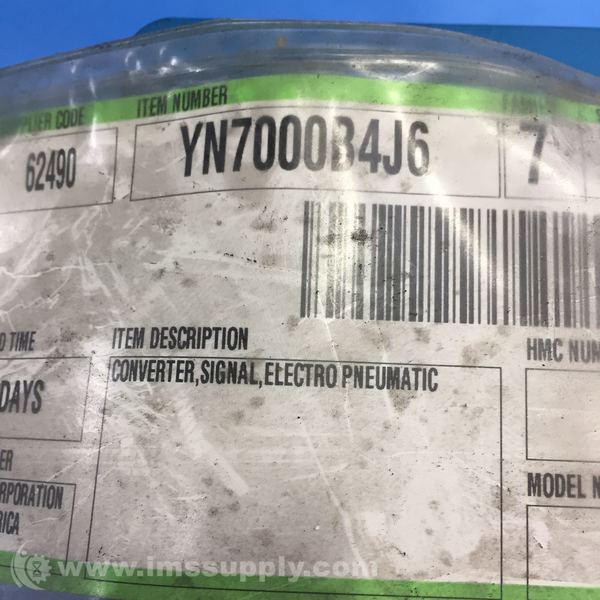 PLIER CODE
ITEM NUMBER
62490
YN7000B4J6
7
D TIME
ITEM DESCRIPTION
HMC NUM
DAYS
CONVERTER,SIGNAL,ELECTRO PNEUMATIC
ER
RPORATION
RICA
MODEL N
www.imssupply.com